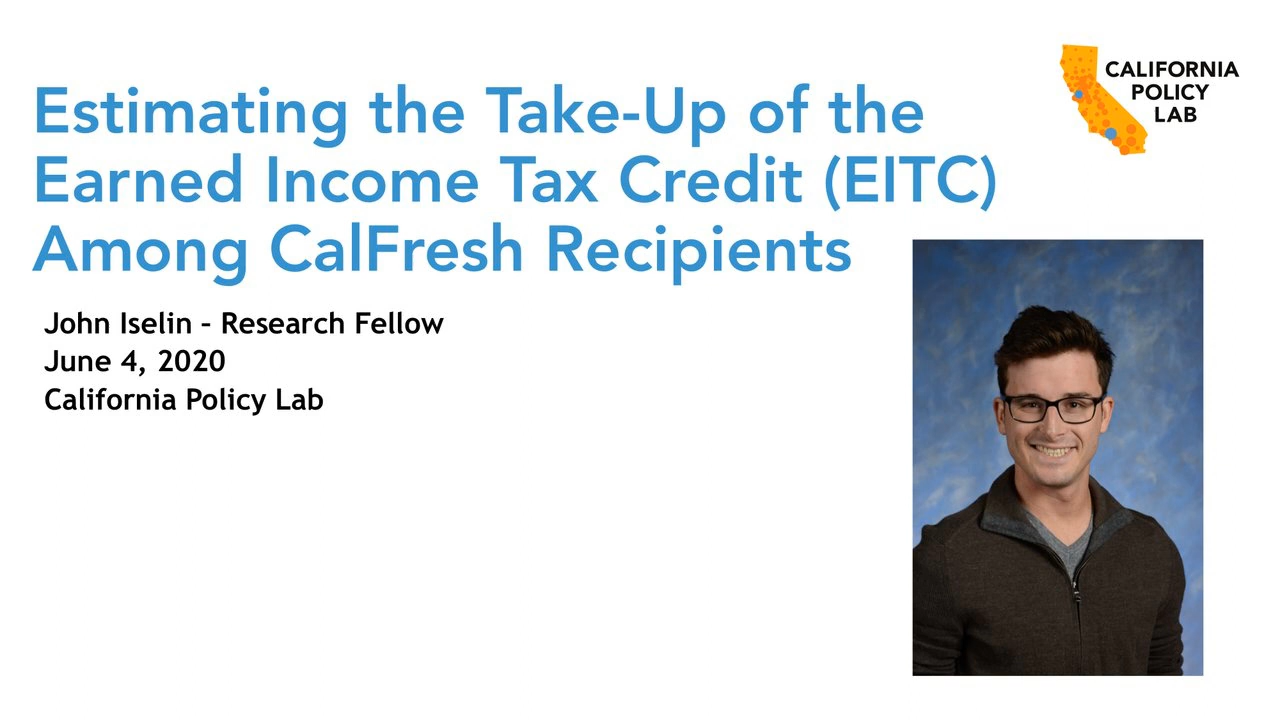 Estimating the Take-Up of the
Earned Income Tax Credit (EITC)
Among CalFresh Recipients
CALIFORNIA
POLICY
LAB
John Iselin – Research Fellow
June 4, 2020
California Policy Lab